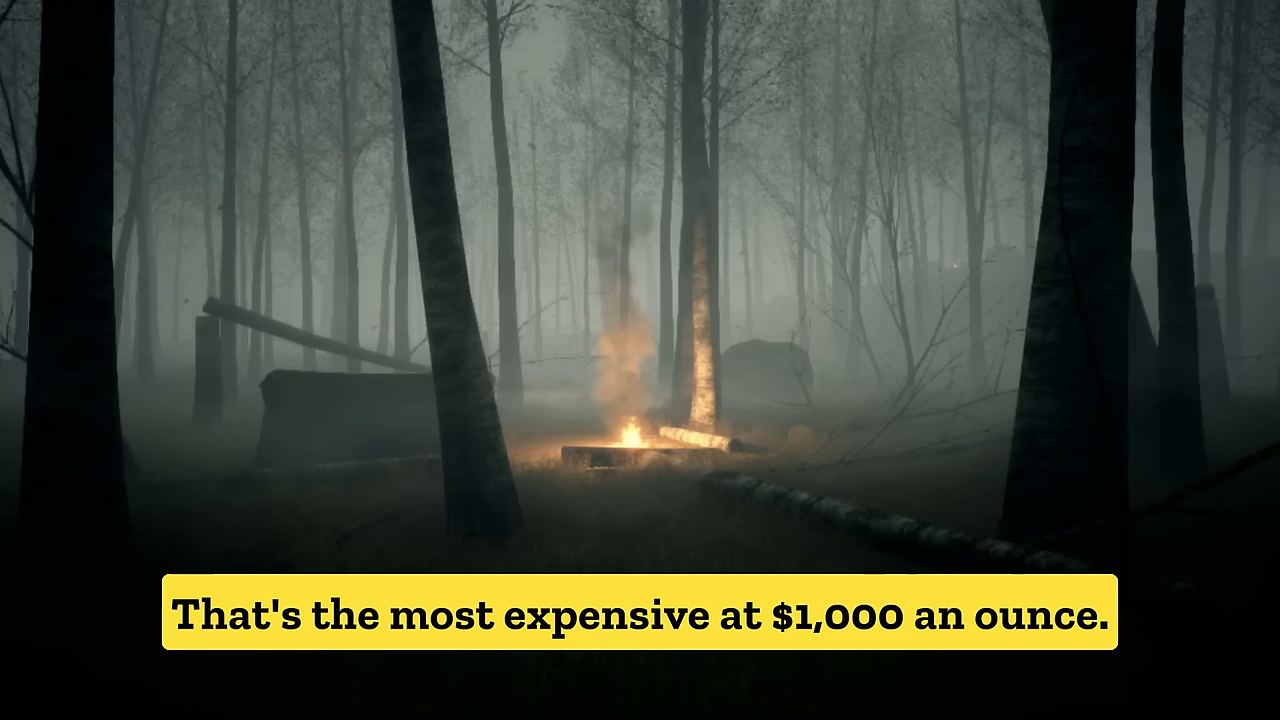 That's the most expensive at $1,000 an ounce.